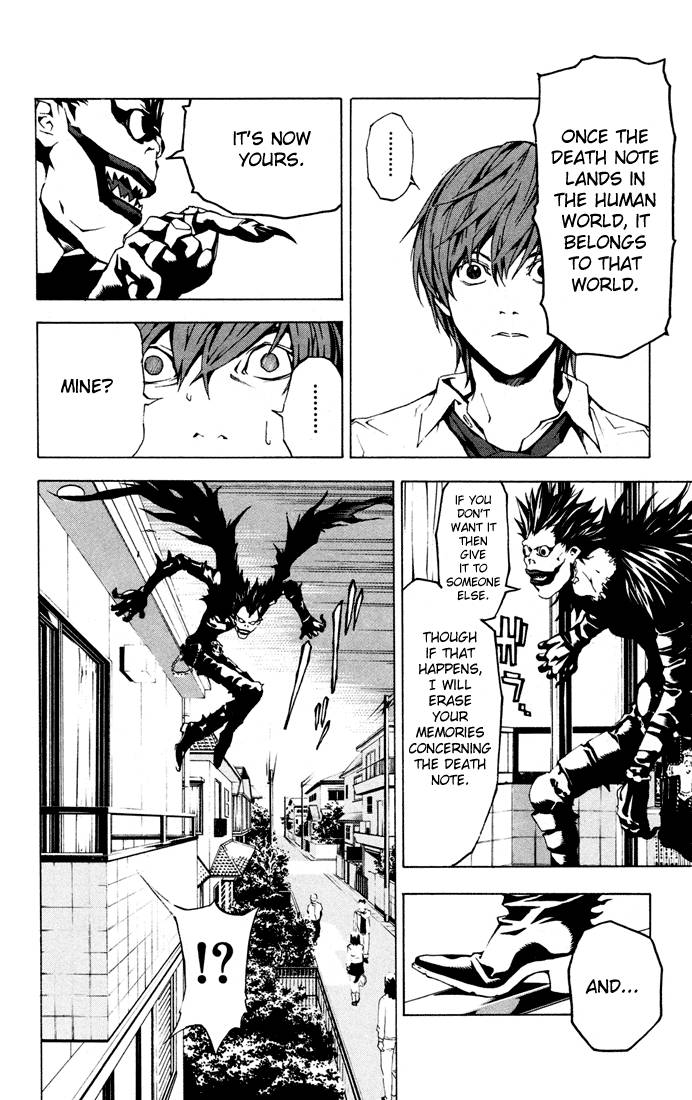 ONCE THE
DEATH NOTE
LANDS IN
THE HUMAN
WORLD, IT
BELONGS
TO THAT
WORLD.
………
IT'S NOW
YOURS.
………
MINE?
IF YOU
DON'T
WANT IT
THEN
GIVE
IT TO
SOMEONE
ELSE.
THOUGH
IF THAT
HAPPENS,
I WILL
ERASE
YOUR
MEMORIES
CONCERNING
THE DEATH
NOTE.
ガラ…
AND...
!?